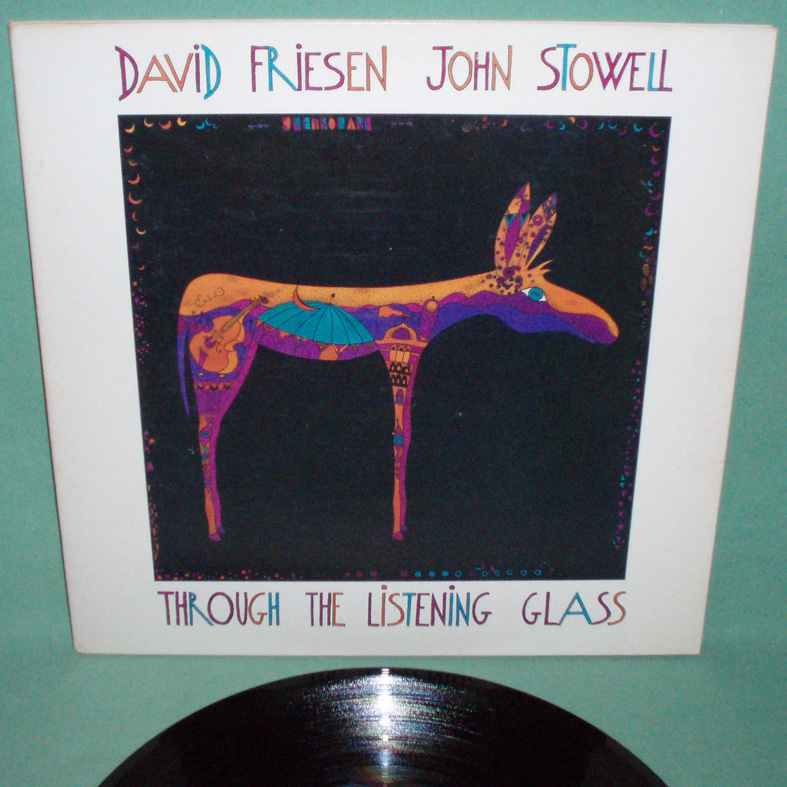 DAViD FRiESEN JOHN STOWELL
THROUGH THE LiSTENiNG GLASS